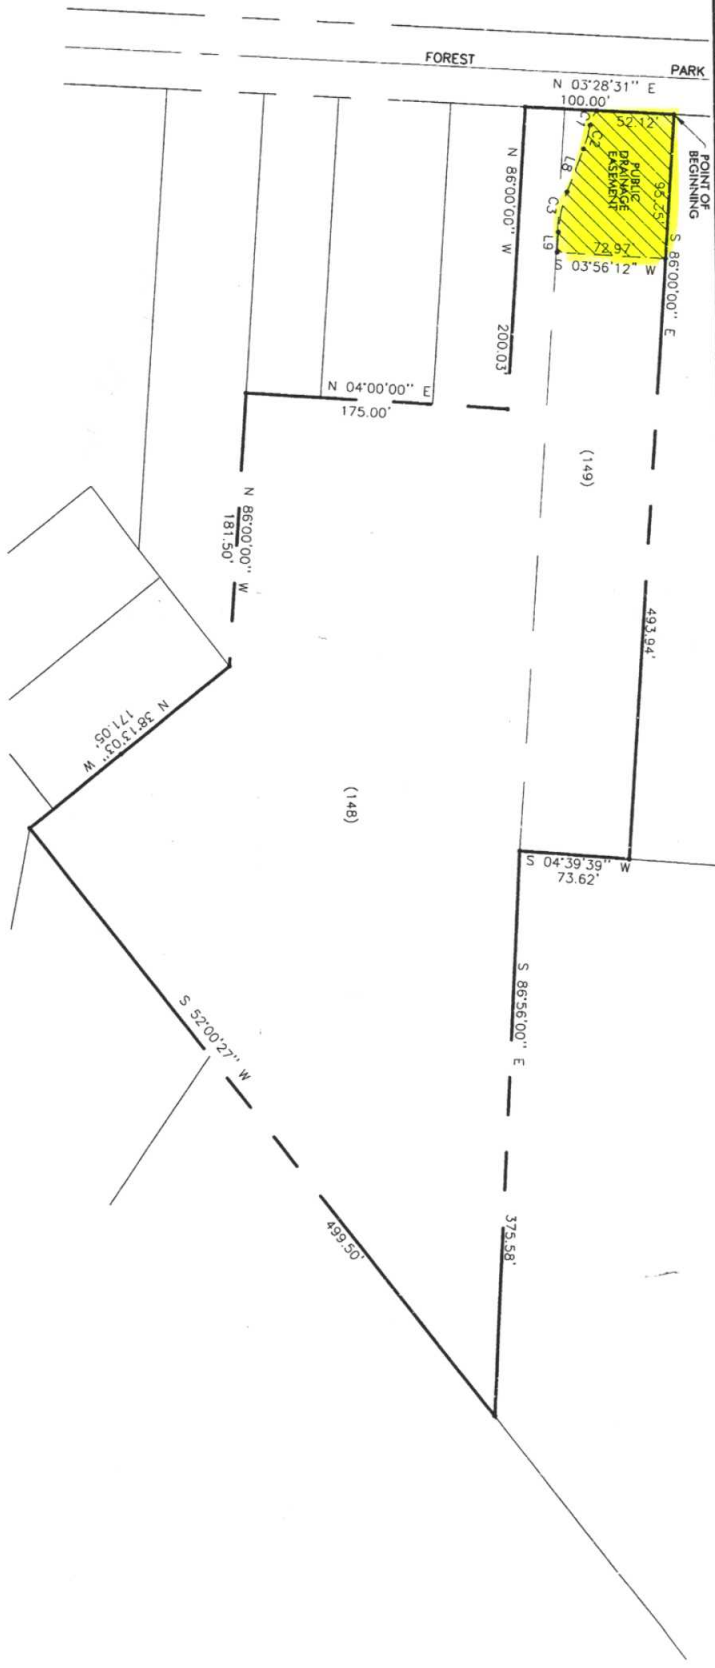 FOREST
PARK
N 03°28'31" E
100.00'
52.12'
POINT OF
BEGINNING
C1
C2
L8
C3
L9
PUBLIC
DRAINAGE
EASEMENT
95.25'
72.97'
S 03°56'12" W
S 86°00'00" E
493.94'
N 86°00'00" W
200.03'
N 04°00'00" E
175.00'
(149)
N 86°00'00" W
181.50'
N 38°13'03" W
171.05'
(148)
S 04°39'39" W
73.62'
S 86°56'00" E
375.58'
S 52°00'27" W
499.50'